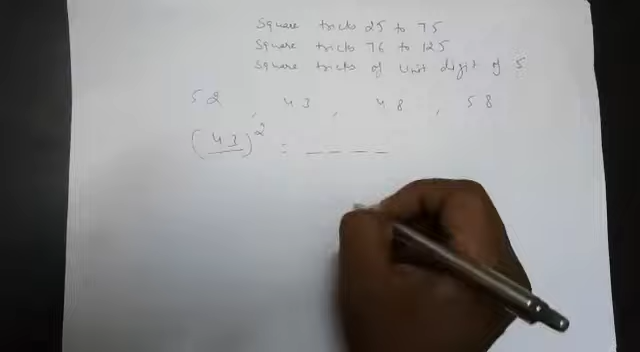 Square tricks 25 to 75
Square tricks 76 to 125
Square tricks of Unit digit of 5
52 , 43 , 48 , 58
(43)² = _ _ _ _